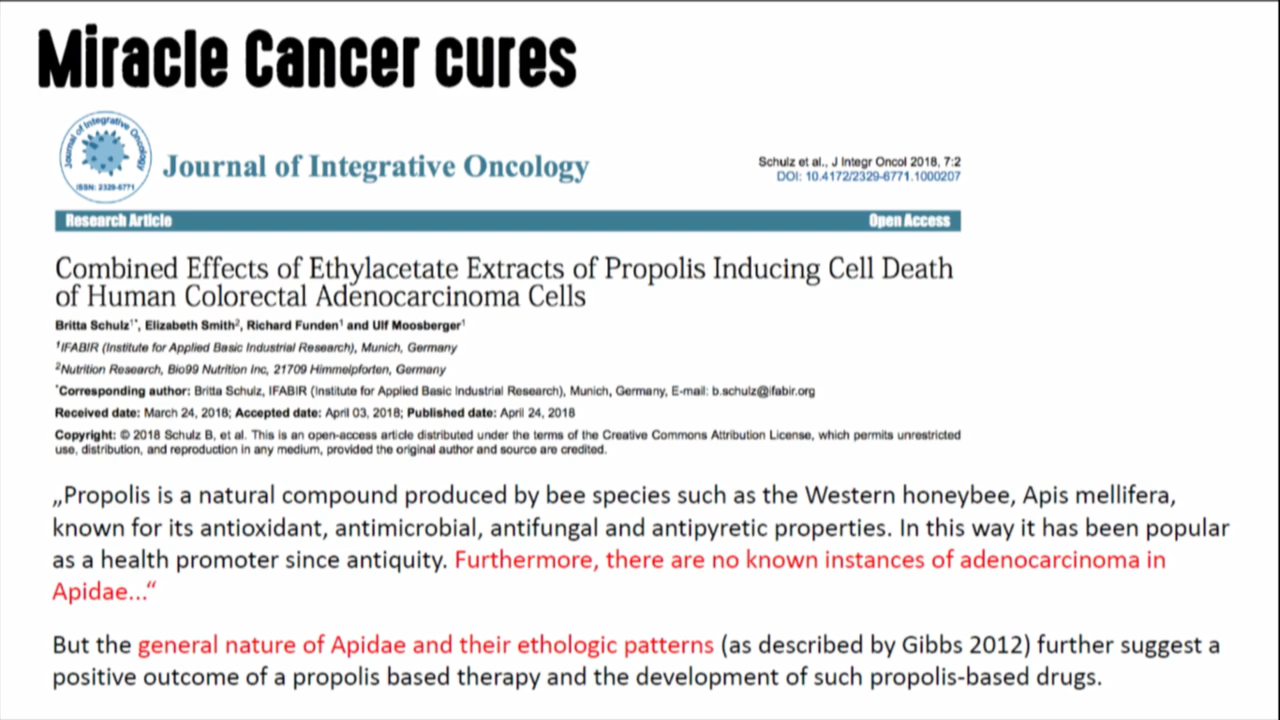 Miracle Cancer cures
Journal of Integrative Oncology
ISSN: 2329-6771
Journal of Integrative Oncology
Schulz et al., J Integr Oncol 2018, 7:2
DOI: 10.4172/2329-6771.1000207
Research Article
Open Access
Combined Effects of Ethylacetate Extracts of Propolis Inducing Cell Death
of Human Colorectal Adenocarcinoma Cells
Britta Schulz1*, Elizabeth Smith2, Richard Funden1 and Ulf Moosberger1
1IFABIR (Institute for Applied Basic Industrial Research), Munich, Germany
2Nutrition Research, Bio99 Nutrition Inc, 21709 Himmelpforten, Germany
*Corresponding author: Britta Schulz, IFABIR (Institute for Applied Basic Industrial Research), Munich, Germany, E-mail: b.schulz@ifabir.org
Received date: March 24, 2018; Accepted date: April 03, 2018; Published date: April 24, 2018
Copyright: © 2018 Schulz B, et al. This is an open-access article distributed under the terms of the Creative Commons Attribution License, which permits unrestricted
use, distribution, and reproduction in any medium, provided the original author and source are credited.
„Propolis is a natural compound produced by bee species such as the Western honeybee, Apis mellifera,
known for its antioxidant, antimicrobial, antifungal and antipyretic properties. In this way it has been popular
as a health promoter since antiquity. Furthermore, there are no known instances of adenocarcinoma in
Apidae...“
But the general nature of Apidae and their ethologic patterns (as described by Gibbs 2012) further suggest a
positive outcome of a propolis based therapy and the development of such propolis-based drugs.